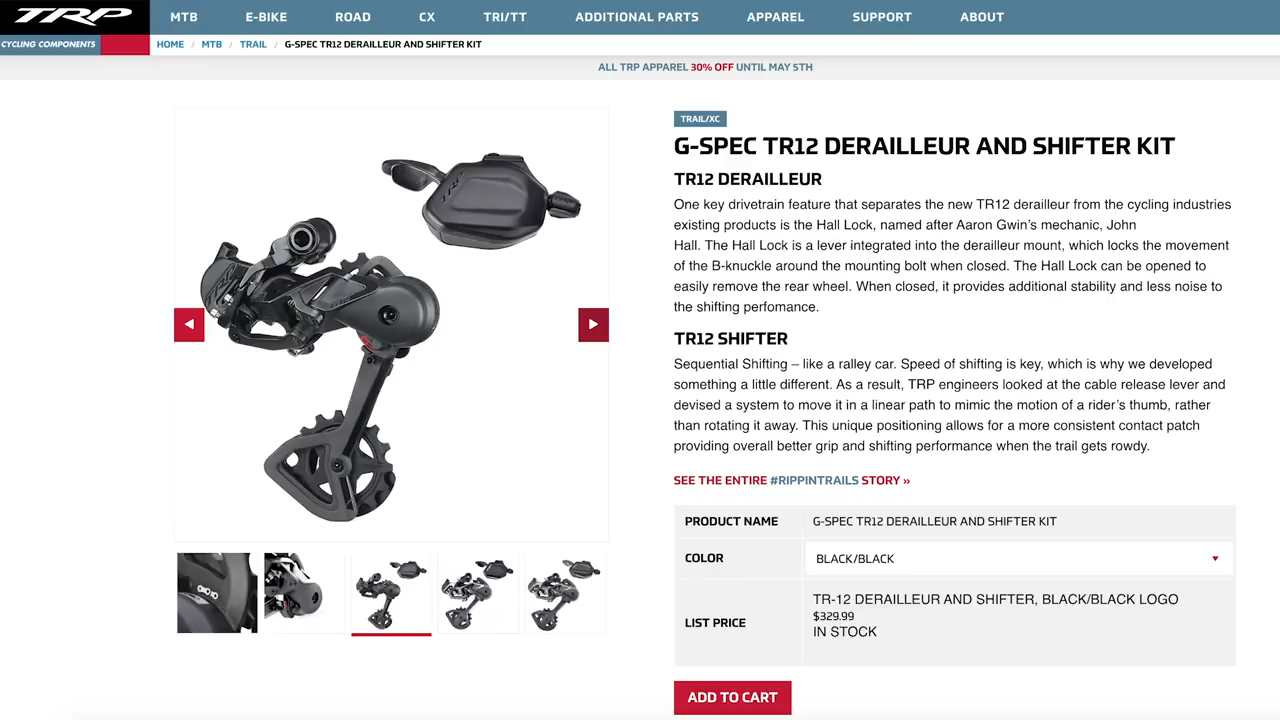 TRP
CYCLING COMPONENTS
MTB E-BIKE ROAD CX TRI/TT ADDITIONAL PARTS APPAREL SUPPORT ABOUT
HOME / MTB / TRAIL / G-SPEC TR12 DERAILLEUR AND SHIFTER KIT
ALL TRP APPAREL 30% OFF UNTIL MAY 5TH
TRAIL/XC
G-SPEC TR12 DERAILLEUR AND SHIFTER KIT
TR12 DERAILLEUR
One key drivetrain feature that separates the new TR12 derailleur from the cycling industries
existing products is the Hall Lock, named after Aaron Gwin's mechanic, John
Hall. The Hall Lock is a lever integrated into the derailleur mount, which locks the movement
of the B-knuckle around the mounting bolt when closed. The Hall Lock can be opened to
easily remove the rear wheel. When closed, it provides additional stability and less noise to
the shifting perfomance.
TR12 SHIFTER
Sequential Shifting – like a ralley car. Speed of shifting is key, which is why we developed
something a little different. As a result, TRP engineers looked at the cable release lever and
devised a system to move it in a linear path to mimic the motion of a rider's thumb, rather
than rotating it away. This unique positioning allows for a more consistent contact patch
providing overall better grip and shifting performance when the trail gets rowdy.
SEE THE ENTIRE #RIPPINTRAILS STORY »
PRODUCT NAME G-SPEC TR12 DERAILLEUR AND SHIFTER KIT
COLOR BLACK/BLACK
LIST PRICE
TR-12 DERAILLEUR AND SHIFTER, BLACK/BLACK LOGO
$329.99
IN STOCK
ADD TO CART
TRP